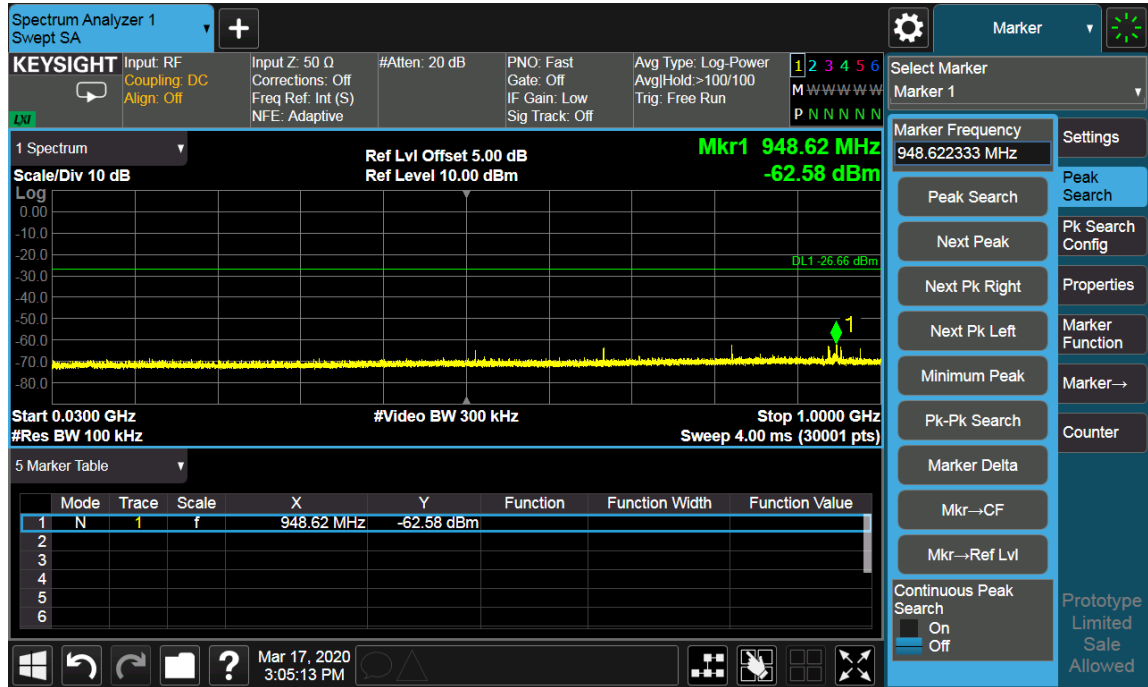 Spectrum Analyzer 1
Swept SA
Marker
KEYSIGHT
LXI
Input: RF
Coupling: DC
Align: Off
Input Z: 50 Ω
Corrections: Off
Freq Ref: Int (S)
NFE: Adaptive
#Atten: 20 dB
PNO: Fast
Gate: Off
IF Gain: Low
Sig Track: Off
Avg Type: Log-Power
Avg|Hold:>100/100
Trig: Free Run
1 2 3 4 5 6
M W W W W W
P N N N N N
Select Marker
Marker 1
1 Spectrum
Scale/Div 10 dB
Ref Lvl Offset 5.00 dB
Ref Level 10.00 dBm
Mkr1 948.62 MHz
-62.58 dBm
Log
0.00
-10.0
-20.0
-30.0
-40.0
-50.0
-60.0
-70.0
-80.0
DL1 -26.66 dBm
1
Start 0.0300 GHz
#Res BW 100 kHz
#Video BW 300 kHz
Stop 1.0000 GHz
Sweep 4.00 ms (30001 pts)
5 Marker Table
Mode Trace Scale X Y Function Function Width Function Value
1 N 1 f 948.62 MHz -62.58 dBm
2
3
4
5
6
Marker Frequency
948.622333 MHz
Peak Search
Next Peak
Next Pk Right
Next Pk Left
Minimum Peak
Pk-Pk Search
Marker Delta
Mkr→CF
Mkr→Ref Lvl
Continuous Peak
Search
On
Off
Settings
Peak
Search
Pk Search
Config
Properties
Marker
Function
Marker→
Counter
Prototype
Limited
Sale
Allowed
?
Mar 17, 2020
3:05:13 PM